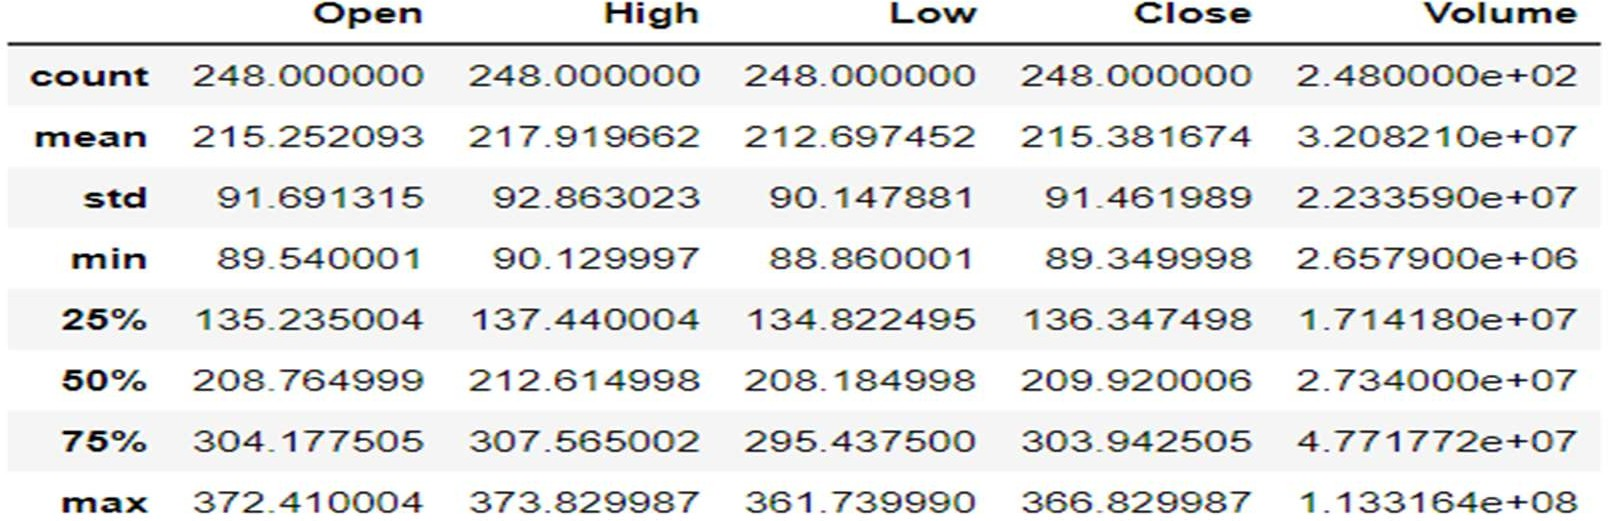 Open High Low Close Volume
count 248.000000 248.000000 248.000000 248.000000 2.480000e+02
mean 215.252093 217.919662 212.697452 215.381674 3.208210e+07
std 91.691315 92.863023 90.147881 91.461989 2.233590e+07
min 89.540001 90.129997 88.860001 89.349998 2.657900e+06
25% 135.235004 137.440004 134.822495 136.347498 1.714180e+07
50% 208.764999 212.614998 208.184998 209.920006 2.734000e+07
75% 304.177505 307.565002 295.437500 303.942505 4.771772e+07
max 372.410004 373.829987 361.739990 366.829987 1.133164e+08